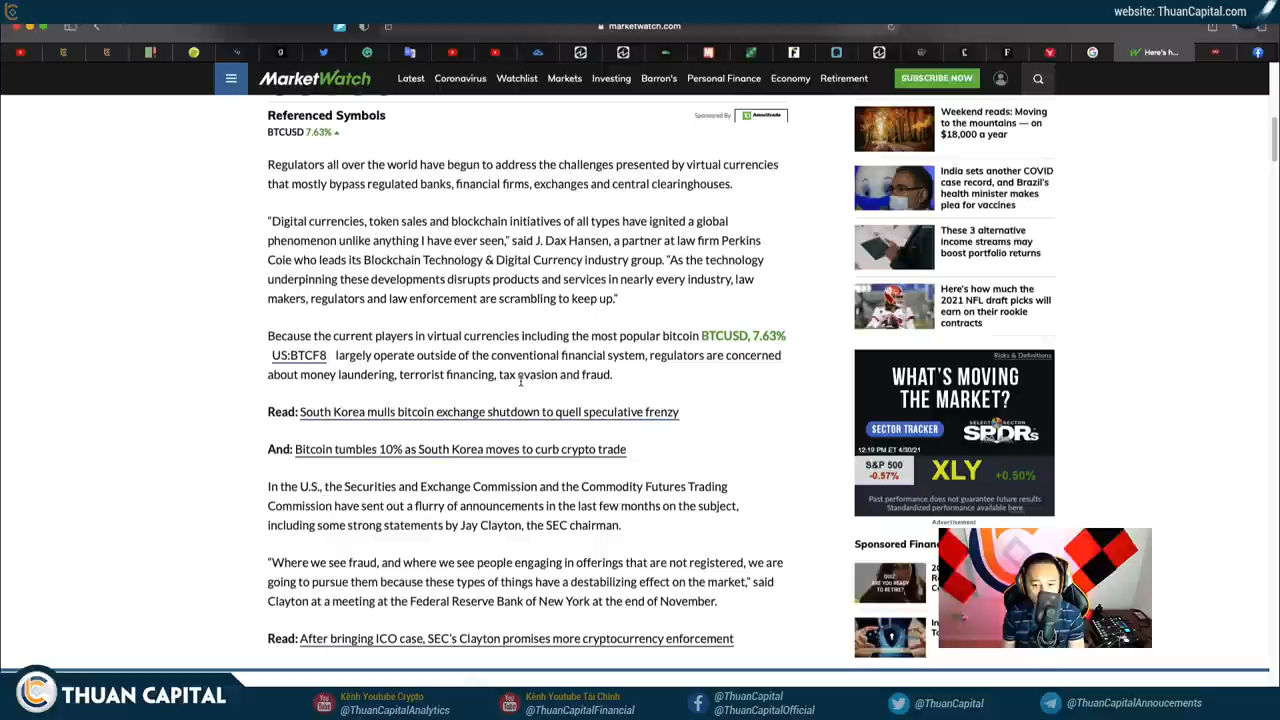 website: ThuanCapital.com
marketwatch.com
Here's h...
MarketWatch
Latest Coronavirus Watchlist Markets Investing Barron's Personal Finance Economy Retirement
SUBSCRIBE NOW
Referenced Symbols
Sponsored By
BTCUSD 7.63%
Regulators all over the world have begun to address the challenges presented by virtual currencies
that mostly bypass regulated banks, financial firms, exchanges and central clearinghouses.
“Digital currencies, token sales and blockchain initiatives of all types have ignited a global
phenomenon unlike anything I have ever seen,” said J. Dax Hansen, a partner at law firm Perkins
Coie who leads its Blockchain Technology & Digital Currency industry group. “As the technology
underpinning these developments disrupts products and services in nearly every industry, law
makers, regulators and law enforcement are scrambling to keep up.”
Because the current players in virtual currencies including the most popular bitcoin BTCUSD, 7.63%
US:BTCF8 largely operate outside of the conventional financial system, regulators are concerned
about money laundering, terrorist financing, tax evasion and fraud.
Read: South Korea mulls bitcoin exchange shutdown to quell speculative frenzy
And: Bitcoin tumbles 10% as South Korea moves to curb crypto trade
In the U.S., the Securities and Exchange Commission and the Commodity Futures Trading
Commission have sent out a flurry of announcements in the last few months on the subject,
including some strong statements by Jay Clayton, the SEC chairman.
“Where we see fraud, and where we see people engaging in offerings that are not registered, we are
going to pursue them because these types of things have a destabilizing effect on the market,” said
Clayton at a meeting at the Federal Reserve Bank of New York at the end of November.
Read: After bringing ICO case, SEC’s Clayton promises more cryptocurrency enforcement
Weekend reads: Moving
to the mountains — on
$18,000 a year
India sets another COVID
case record, and Brazil's
health minister makes
plea for vaccines
These 3 alternative
income streams may
boost portfolio returns
Here's how much the
2021 NFL draft picks will
earn on their rookie
contracts
Risks & Definitions
WHAT'S MOVING
THE MARKET?
SECTOR TRACKER
SELECT SECTOR
SPDRs
12:19 PM ET 4/30/21
S&P 500
-0.57%
XLY +0.50%
Past performance does not guarantee future results
Standardized performance available here.
Advertisement
Sponsored Finan
QUIZ:
ARE YOU READY
TO RETIRE?
THUAN CAPITAL
Kênh Youtube Crypto
@ThuanCapitalAnalytics
Kênh Youtube Tài Chính
@ThuanCapitalFinancial
@ThuanCapital
@ThuanCapitalOfficial
@ThuanCapital
@ThuanCapitalAnnoucements